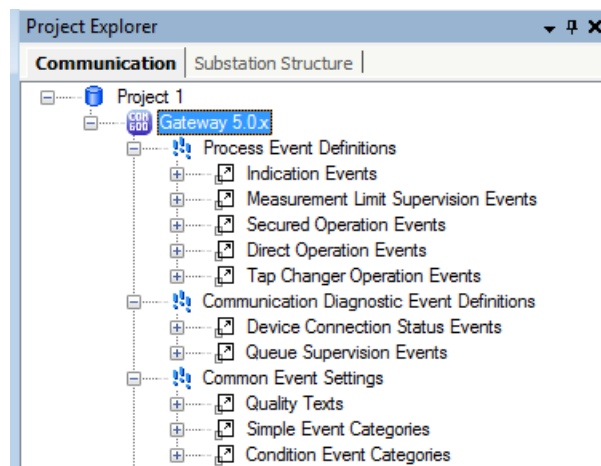 Project Explorer
Communication Substation Structure
Project 1
COM
600
Gateway 5.0.x
Process Event Definitions
Indication Events
Measurement Limit Supervision Events
Secured Operation Events
Direct Operation Events
Tap Changer Operation Events
Communication Diagnostic Event Definitions
Device Connection Status Events
Queue Supervision Events
Common Event Settings
Quality Texts
Simple Event Categories
Condition Event Categories